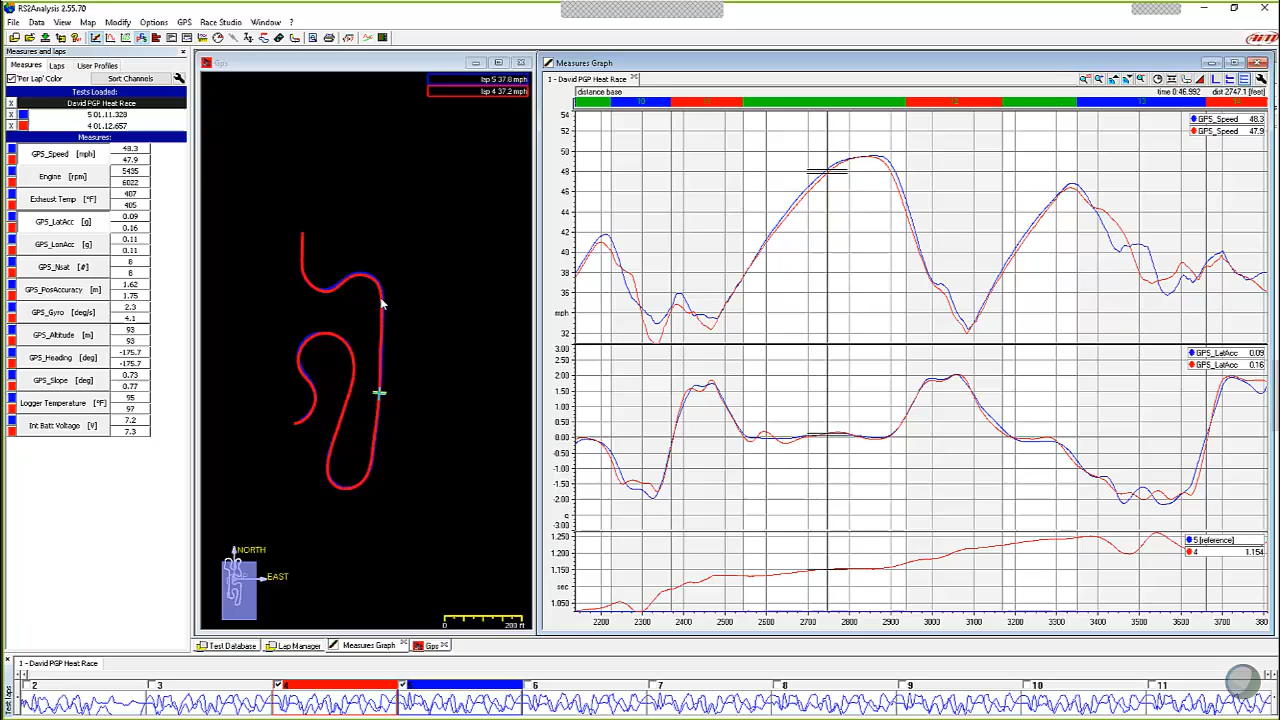 RS2Analysis 2.55.70
File Data View Map Modify Options GPS Race Studio Window ?
Measures and laps
Measures Laps User Profiles
'Per Lap' Color Sort Channels
Tests Loaded:
David PGP Heat Race
x 5 01.11.328
x 4 01.12.657
Measures:
GPS_Speed [mph] 48.3 47.9
Engine [rpm] 5435 6022
Exhaust Temp [°F] 407 405
GPS_LatAcc [g] 0.09 0.16
GPS_LonAcc [g] 0.11 0.11
GPS_Nsat [#] 8 8
GPS_PosAccuracy [m] 1.62 1.75
GPS_Gyro [deg/s] 2.3 4.1
GPS_Altitude [m] 93 93
GPS_Heading [deg] -175.7 -175.7
GPS_Slope [deg] 0.73 0.77
Logger Temperature [°F] 95 97
Int Batt Voltage [V] 7.2 7.3
Gps
lap 5 37.8 mph
lap 4 37.2 mph
NORTH
EAST
200 ft
Measures Graph
1 - David PGP Heat Race
distance base time 0:46.992 dist 2747.1 [feet]
10 11 12 13 14
54
52
50
48
44
42
40
38
36
mph
32
GPS_Speed 48.3
GPS_Speed 47.9
3.00
2.50
2.00
1.50
1.00
0.50
0.00
-0.50
-1.00
-1.50
-2.00
-3.00
GPS_LatAcc 0.09
GPS_LatAcc 0.16
1.250
1.200
1.150
sec
1.050
5 [reference]
4 1.154
2200 2300 2400 2500 2600 2700 2800 2900 3000 3100 3200 3300 3400 3500 3600 3700
Test Database Lap Manager Measures Graph Gps
1 - David PGP Heat Race
Test laps
2 3 4 5 6 7 8 9 10 11